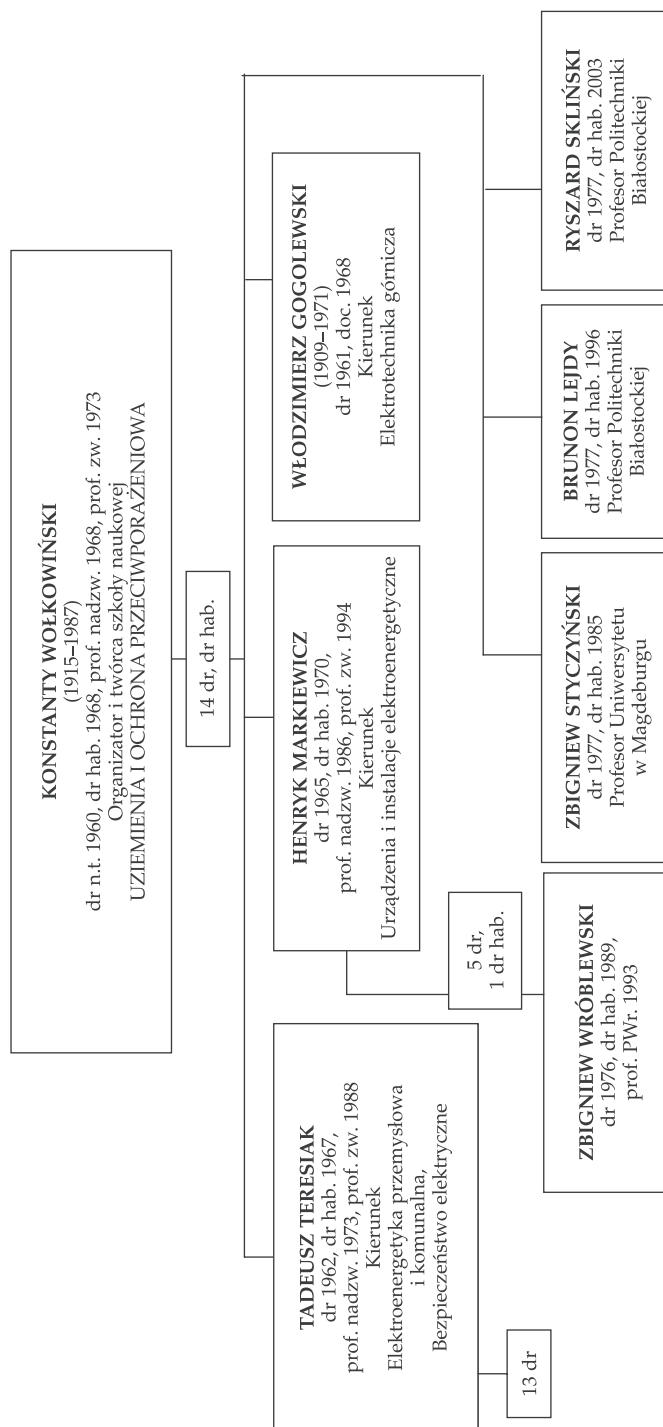 KONSTANTY WOŁKOWIŃSKI
(1915–1987)
dr n.t. 1960, dr hab. 1968, prof. nadzw. 1968, prof. zw. 1973
Organizator i twórca szkoły naukowej
UZIEMIENIA I OCHRONA PRZECIWPORAŻENIOWA
14 dr, dr hab.
TADEUSZ TERESIAK
dr 1962, dr hab. 1967,
prof. nadzw. 1973, prof. zw. 1988
Kierunek
Elektroenergetyka przemysłowa
i komunalna,
Bezpieczeństwo elektryczne
13 dr
HENRYK MARKIEWICZ
dr 1965, dr hab. 1970,
prof. nadzw. 1986, prof. zw. 1994
Kierunek
Urządzenia i instalacje elektroenergetyczne
5 dr,
1 dr hab.
WŁODZIMIERZ GOGOLEWSKI
(1909–1971)
dr 1961, doc. 1968
Kierunek
Elektrotechnika górnicza
ZBIGNIEW WRÓBLEWSKI
dr 1976, dr hab. 1989,
prof. PWr. 1993
ZBIGNIEW STYCZYŃSKI
dr 1977, dr hab. 1985
Profesor Uniwersytetu
w Magdeburgu
BRUNON LEJDY
dr 1977, dr hab. 1996
Profesor Politechniki
Białostockiej
RYSZARD SKLIŃSKI
dr 1977, dr hab. 2003
Profesor Politechniki
Białostockiej